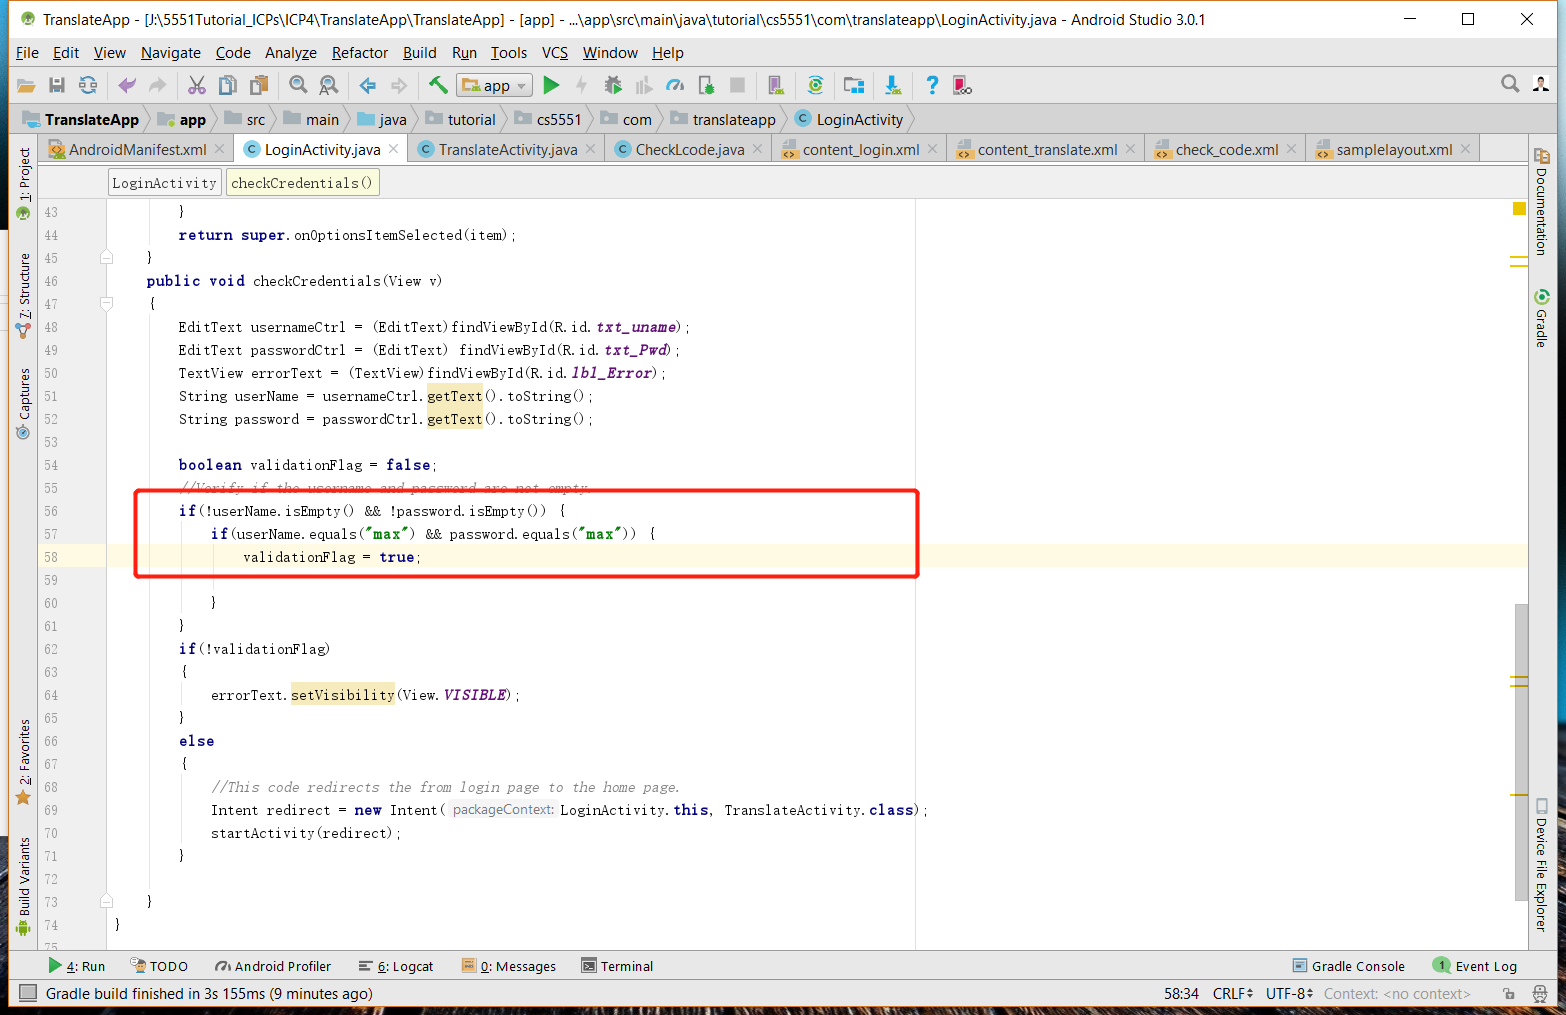 TranslateApp - [J:\5551Tutorial_ICPs\ICP4\TranslateApp\TranslateApp] - [app] - ...\app\src\main\java\tutorial\cs5551\com\translateapp\LoginActivity.java - Android Studio 3.0.1
File Edit View Navigate Code Analyze Refactor Build Run Tools VCS Window Help
app
TranslateApp app src main java tutorial cs5551 com translateapp LoginActivity
AndroidManifest.xml LoginActivity.java TranslateActivity.java CheckLcode.java content_login.xml content_translate.xml check_code.xml samplelayout.xml
LoginActivity checkCredentials()
1: Project
7: Structure
Captures
2: Favorites
Build Variants
43 }
44 return super.onOptionsItemSelected(item);
45 }
46 public void checkCredentials(View v)
47 {
48 EditText usernameCtrl = (EditText)findViewById(R.id.txt_uname);
49 EditText passwordCtrl = (EditText) findViewById(R.id.txt_Pwd);
50 TextView errorText = (TextView)findViewById(R.id.lbl_Error);
51 String userName = usernameCtrl.getText().toString();
52 String password = passwordCtrl.getText().toString();
53
54 boolean validationFlag = false;
55 //Verify if the username and password are not empty.
56 if(!userName.isEmpty() && !password.isEmpty()) {
57 if(userName.equals("max") && password.equals("max")) {
58 validationFlag = true;
59
60 }
61 }
62 if(!validationFlag)
63 {
64 errorText.setVisibility(View.VISIBLE);
65 }
66 else
67 {
68 //This code redirects the from login page to the home page.
69 Intent redirect = new Intent( packageContext: LoginActivity.this, TranslateActivity.class);
70 startActivity(redirect);
71 }
72
73 }
74 }
75
Documentation
Gradle
Device File Explorer
4: Run TODO Android Profiler 6: Logcat 0: Messages Terminal Gradle Console 1 Event Log
Gradle build finished in 3s 155ms (9 minutes ago) 58:34 CRLF UTF-8 Context: <no context>